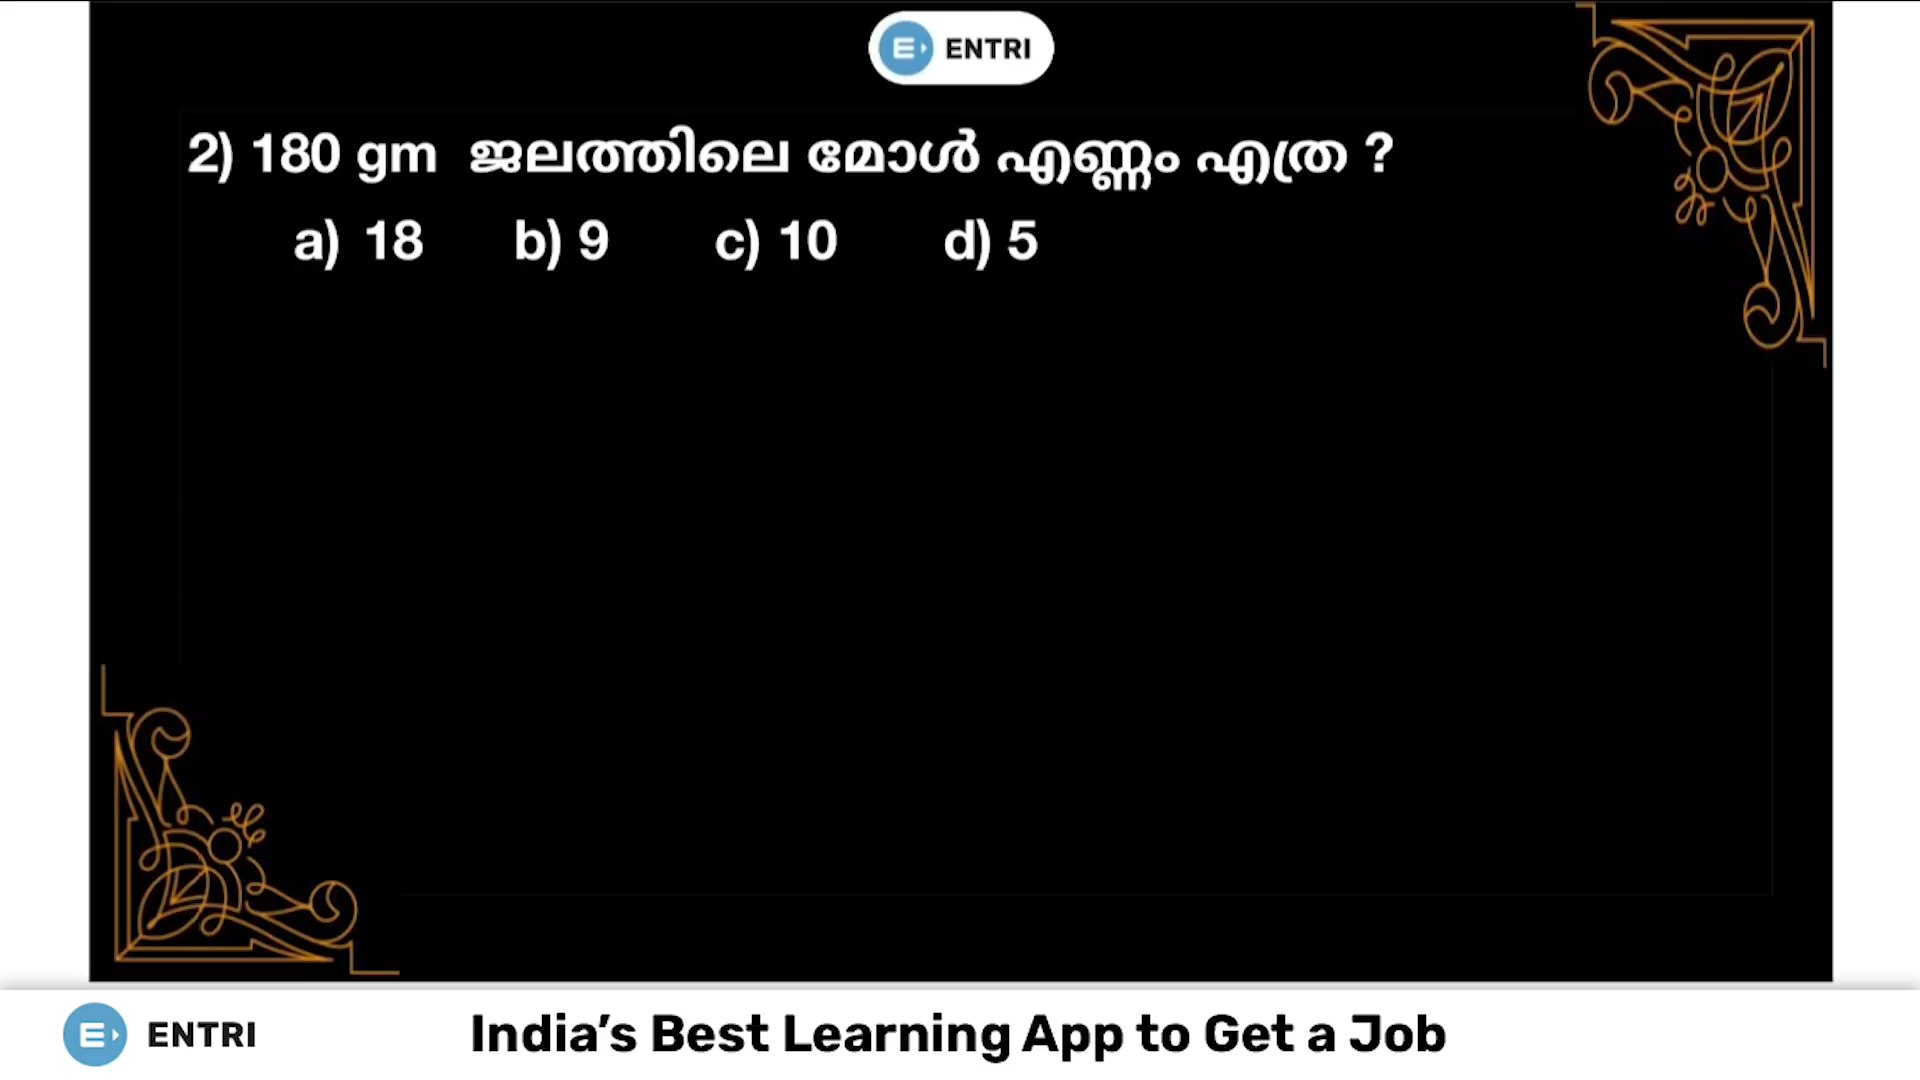 ENTRI
2) 180 gm ജലത്തിലെ മോൾ എണ്ണം എത്ര ?
a) 18 b) 9 c) 10 d) 5
ENTRI India's Best Learning App to Get a Job